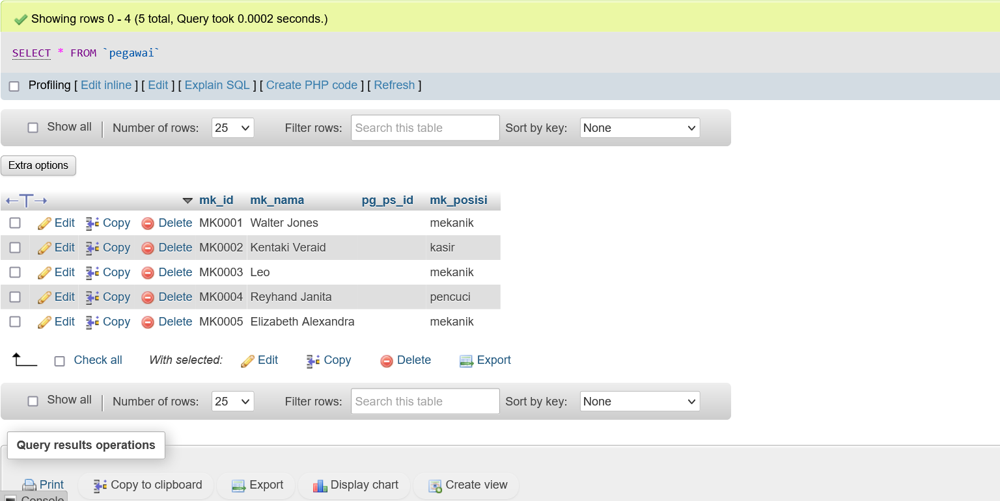 Showing rows 0 - 4 (5 total, Query took 0.0002 seconds.)
SELECT * FROM `pegawai`
Profiling [ Edit inline ] [ Edit ] [ Explain SQL ] [ Create PHP code ] [ Refresh ]
Show all | Number of rows: 25 Filter rows: Search this table Sort by key: None
Extra options
←T→ mk_id mk_nama pg_ps_id mk_posisi
Edit Copy Delete MK0001 Walter Jones mekanik
Edit Copy Delete MK0002 Kentaki Veraid kasir
Edit Copy Delete MK0003 Leo mekanik
Edit Copy Delete MK0004 Reyhand Janita pencuci
Edit Copy Delete MK0005 Elizabeth Alexandra mekanik
Check all With selected: Edit Copy Delete Export
Show all | Number of rows: 25 Filter rows: Search this table Sort by key: None
Query results operations
Print Copy to clipboard Export Display chart Create view
Console